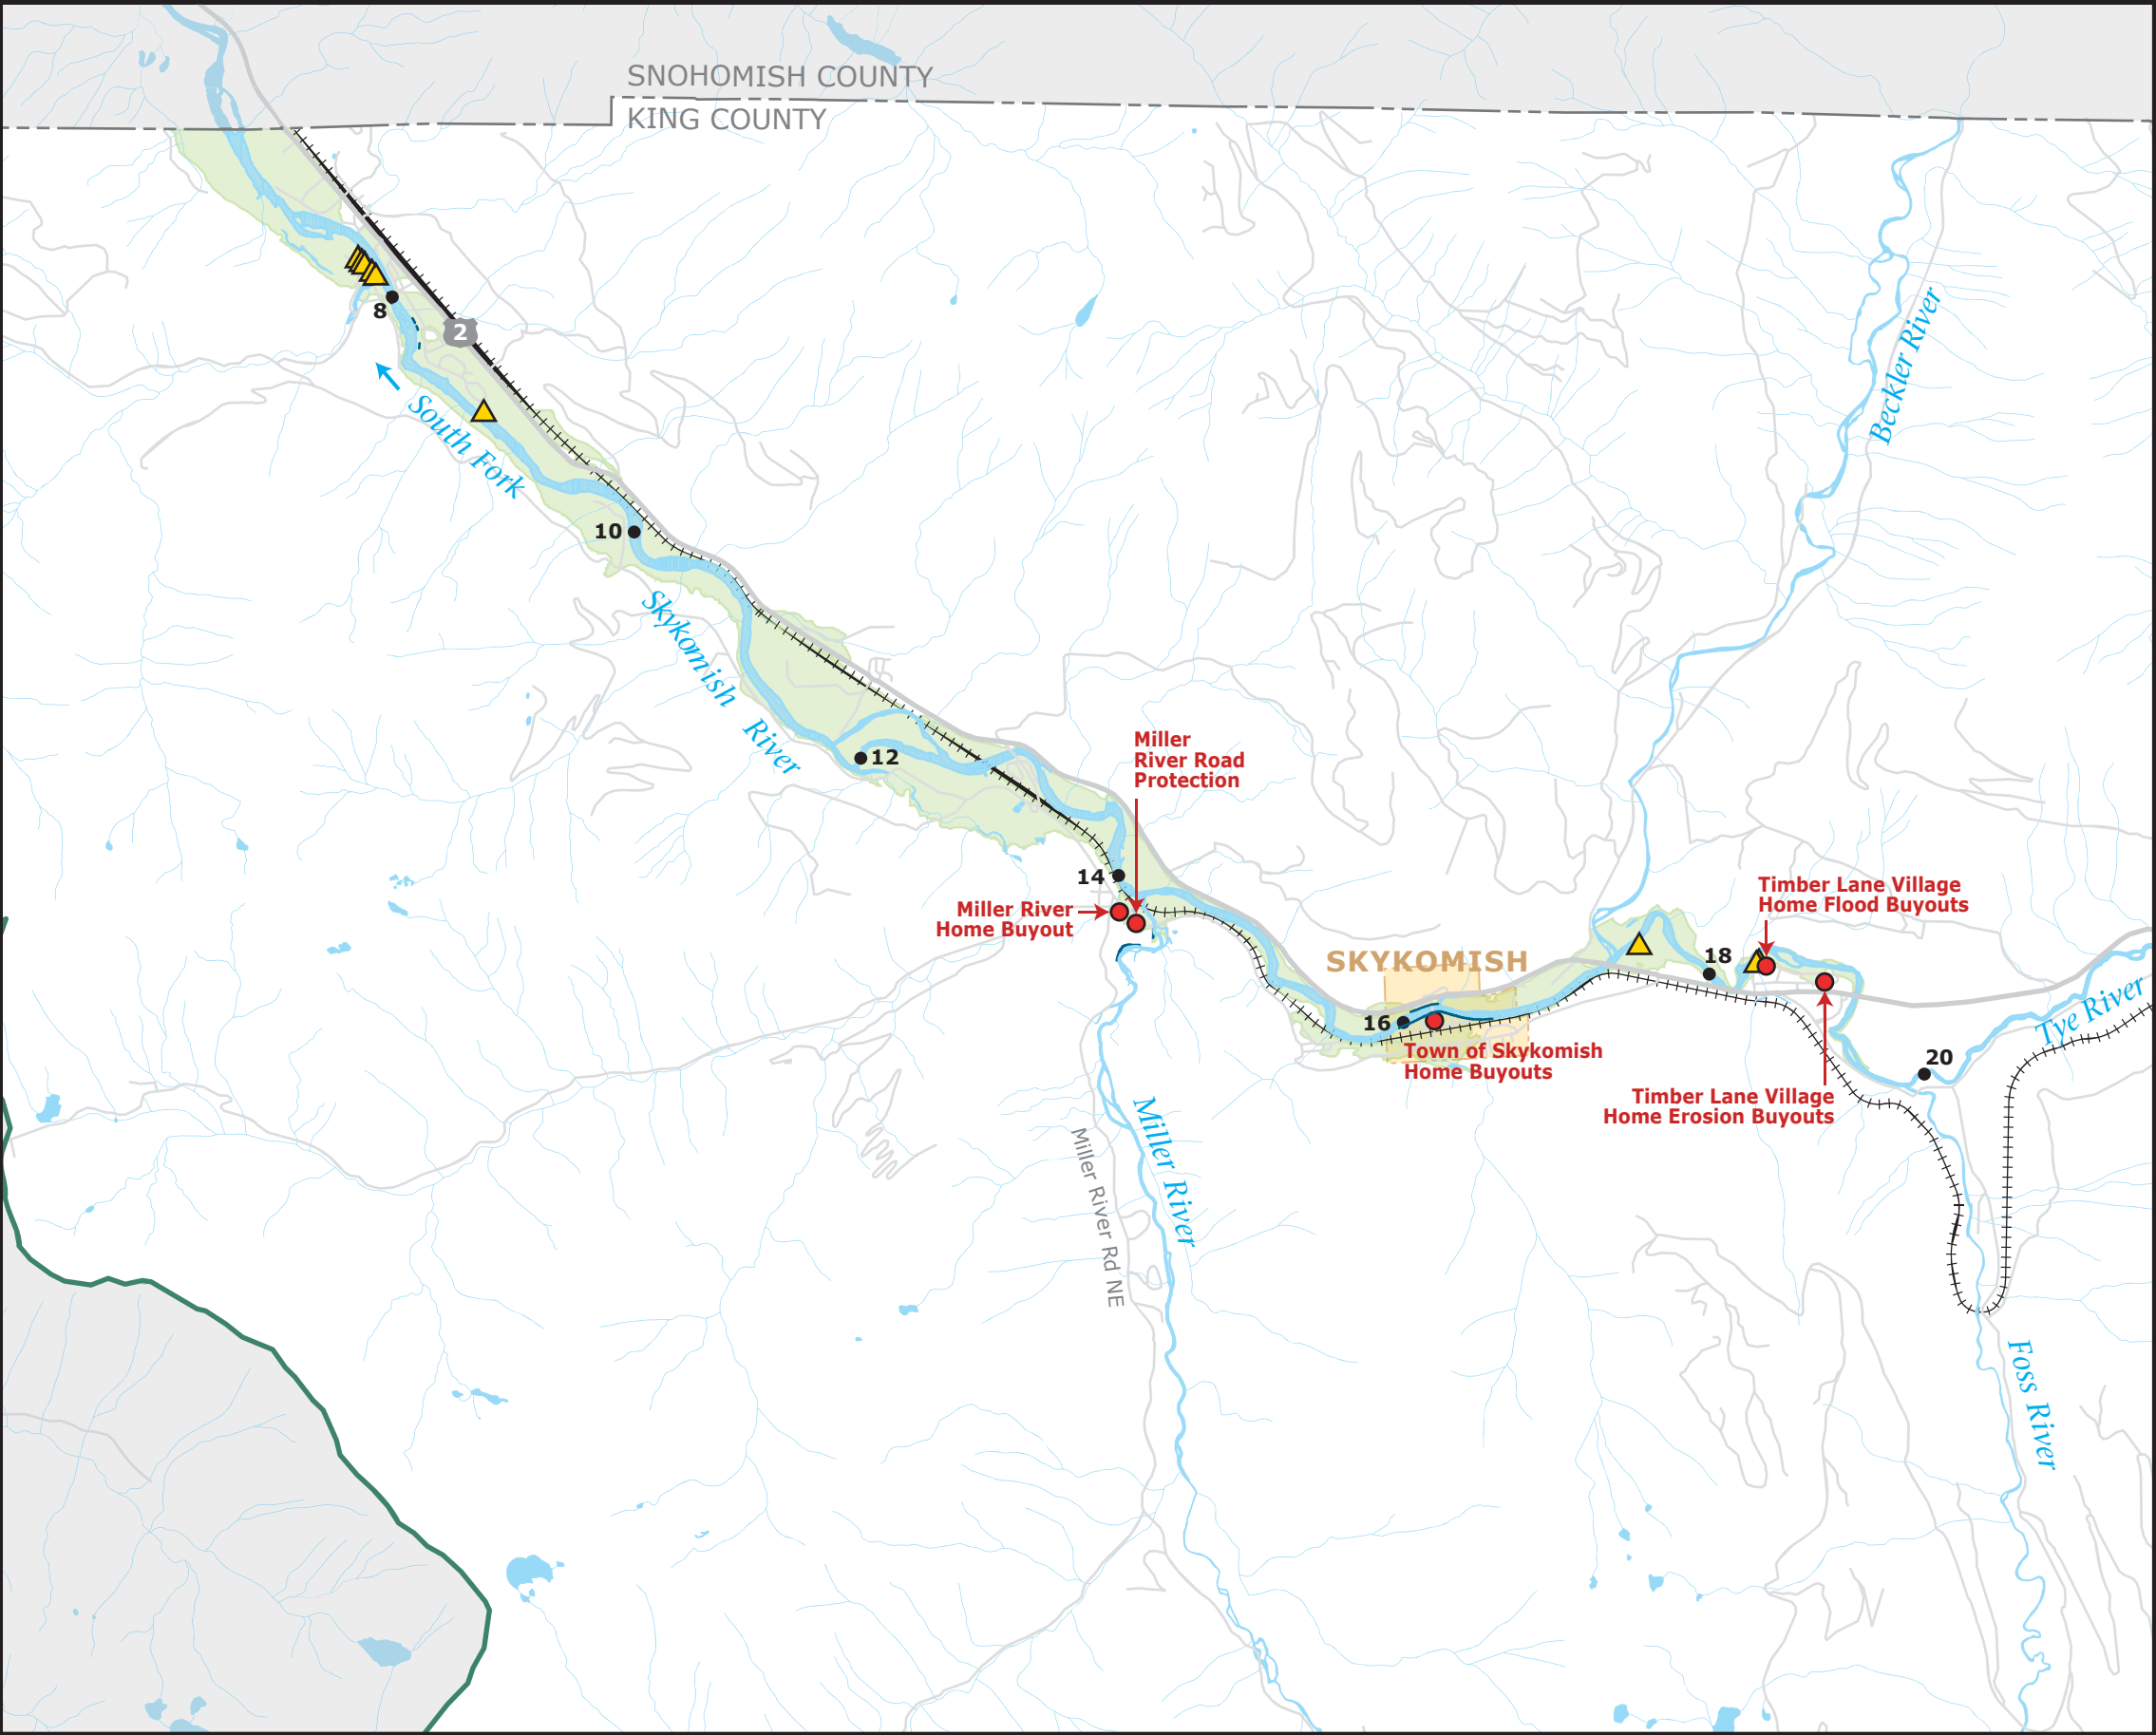 SNOHOMISH COUNTY
KING COUNTY
8
2
South Fork
Beckler River
10
Skykomish River
12
Miller
River Road
Protection
14
Miller River
Home Buyout
Timber Lane Village
Home Flood Buyouts
SKYKOMISH
18
16
Town of Skykomish
Home Buyouts
Tye River
20
Timber Lane Village
Home Erosion Buyouts
Miller River
Miller River Rd NE
Foss River